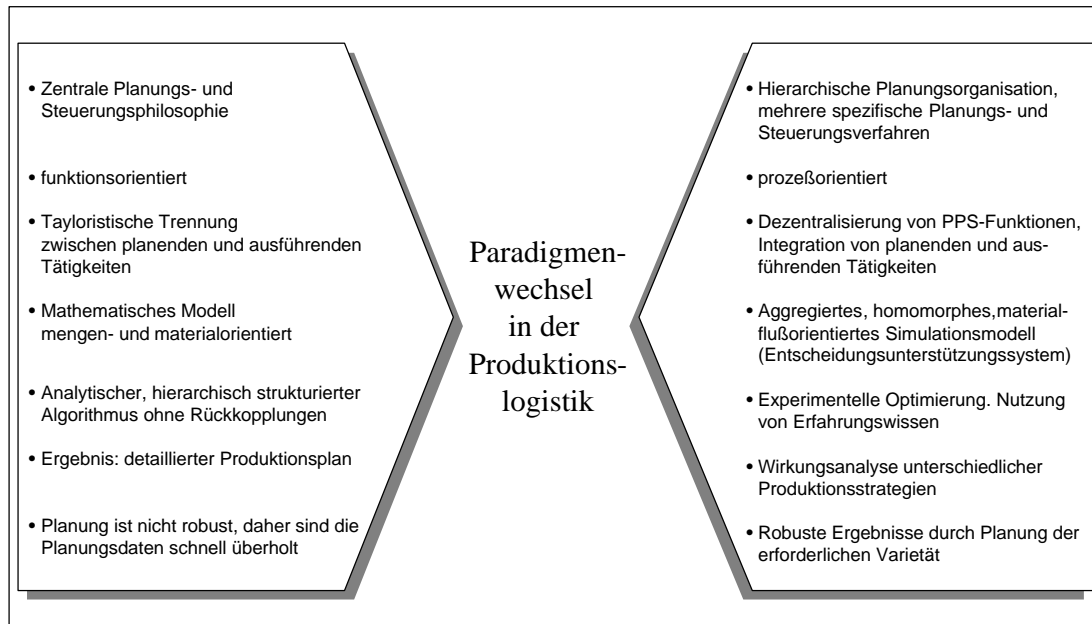 • Zentrale Planungs- und
Steuerungsphilosophie
• funktionsorientiert
• Tayloristische Trennung
zwischen planenden und ausführenden
Tätigkeiten
• Mathematisches Modell
mengen- und materialorientiert
• Analytischer, hierarchisch strukturierter
Algorithmus ohne Rückkopplungen
• Ergebnis: detaillierter Produktionsplan
• Planung ist nicht robust, daher sind die
Planungsdaten schnell überholt
Paradigmen-
wechsel
in der
Produktions-
logistik
• Hierarchische Planungsorganisation,
mehrere spezifische Planungs- und
Steuerungsverfahren
• prozeßorientiert
• Dezentralisierung von PPS-Funktionen,
Integration von planenden und aus-
führenden Tätigkeiten
• Aggregiertes, homomorphes,material-
flußorientiertes Simulationsmodell
(Entscheidungsunterstützungssystem)
• Experimentelle Optimierung. Nutzung
von Erfahrungswissen
• Wirkungsanalyse unterschiedlicher
Produktionsstrategien
• Robuste Ergebnisse durch Planung der
erforderlichen Varietät